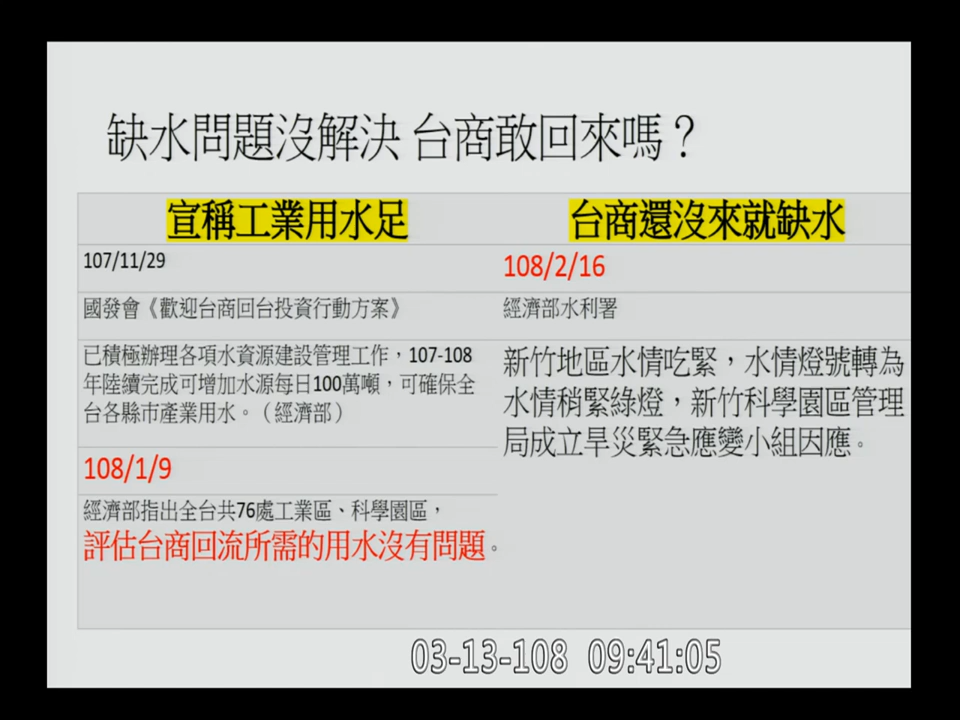 缺水問題沒解決 台商敢回來嗎？
宣稱工業用水足
107/11/29
國發會《歡迎台商回台投資行動方案》
已積極辦理各項水資源建設管理工作，107-108
年陸續完成可增加水源每日100萬噸，可確保全
台各縣市產業用水。（經濟部）
108/1/9
經濟部指出全台共76處工業區、科學園區，
評估台商回流所需的用水沒有問題。
台商還沒來就缺水
108/2/16
經濟部水利署
新竹地區水情吃緊，水情燈號轉為
水情稍緊綠燈，新竹科學園區管理
局成立旱災緊急應變小組因應。
03-13-108 09:41:05